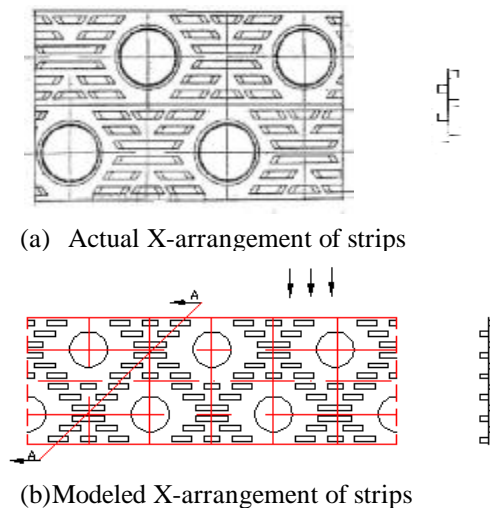 (a) Actual X-arrangement of strips
A
A
(b)Modeled X-arrangement of strips